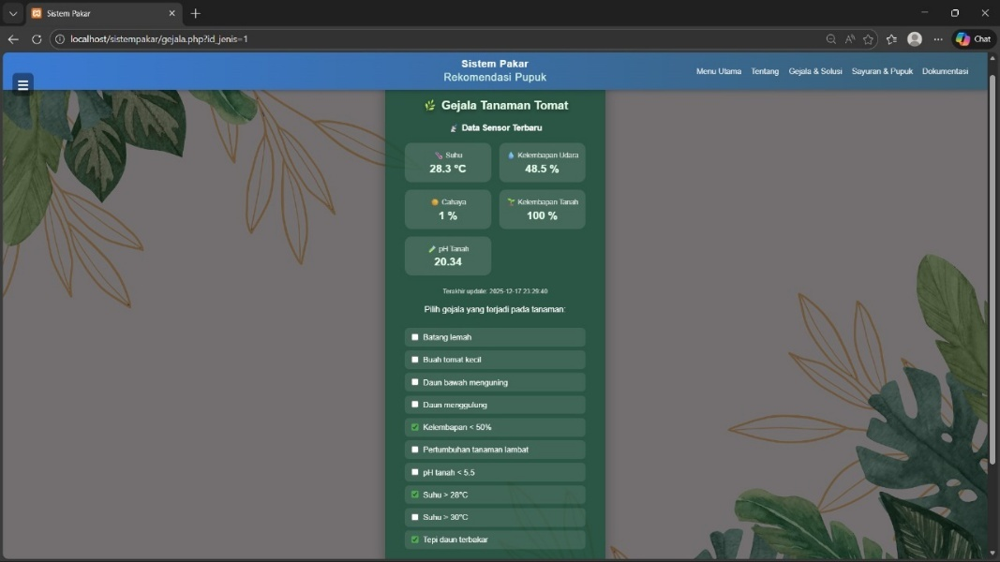 Sistem Pakar
localhost/sistempakar/gejala.php?id_jenis=1
Chat
Sistem Pakar
Rekomendasi Pupuk
Menu Utama Tentang Gejala & Solusi Sayuran & Pupuk Dokumentasi
Gejala Tanaman Tomat
Data Sensor Terbaru
Suhu
28.3 °C
Kelembapan Udara
48.5 %
Cahaya
1 %
Kelembapan Tanah
100 %
pH Tanah
20.34
Terakhir update: 2025-12-17 23:29:40
Pilih gejala yang terjadi pada tanaman:
Batang lemah
Buah tomat kecil
Daun bawah menguning
Daun menggulung
Kelembapan < 50%
Pertumbuhan tanaman lambat
pH tanah < 5.5
Suhu > 28°C
Suhu > 30°C
Tepi daun terbakar